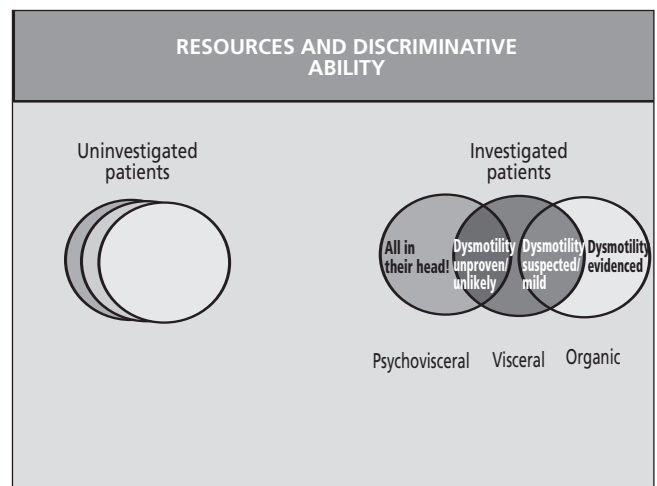 RESOURCES AND DISCRIMINATIVE
ABILITY
Uninvestigated
patients
Investigated
patients
All in
their head!
Dysmotility
unproven/
unlikely
Dysmotility
suspected/
mild
Dysmotility
evidenced
Psychovisceral
Visceral
Organic